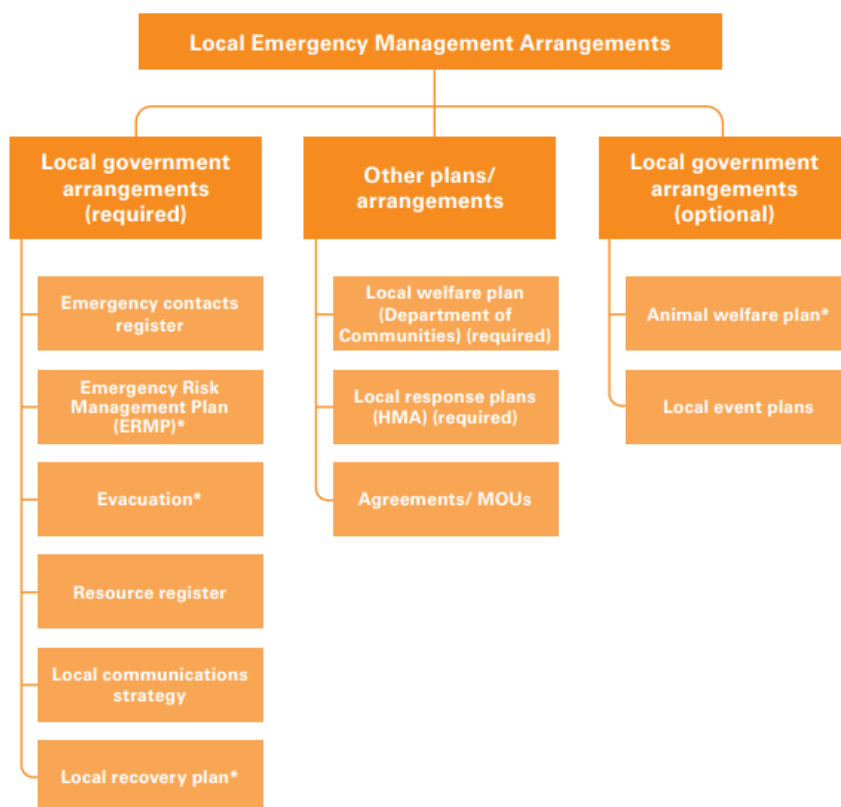 Local Emergency Management Arrangements
Local government
arrangements
(required)
Emergency contacts
register
Emergency Risk
Management Plan
(ERMP)*
Evacuation*
Resource register
Local communications
strategy
Local recovery plan*
Other plans/
arrangements
Local welfare plan
(Department of
Communities) (required)
Local response plans
(HMA) (required)
Agreements/ MOUs
Local government
arrangements
(optional)
Animal welfare plan*
Local event plans